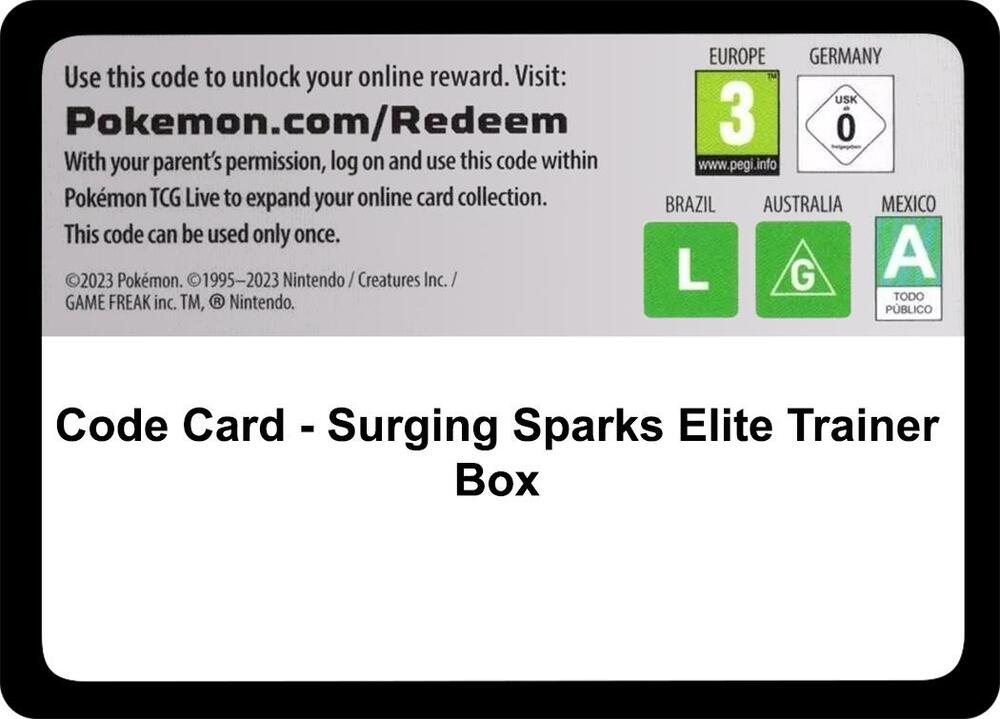 Use this code to unlock your online reward. Visit:
Pokemon.com/Redeem
With your parent's permission, log on and use this code within
Pokémon TCG Live to expand your online card collection.
This code can be used only once.
©2023 Pokémon. ©1995–2023 Nintendo / Creatures Inc. /
GAME FREAK inc. TM, ® Nintendo.
EUROPE
3
TM
www.pegi.info
GERMANY
USK
ab
0
freigegeben
BRAZIL
L
AUSTRALIA
G
MEXICO
A
TODO
PÚBLICO
Code Card - Surging Sparks Elite Trainer
Box